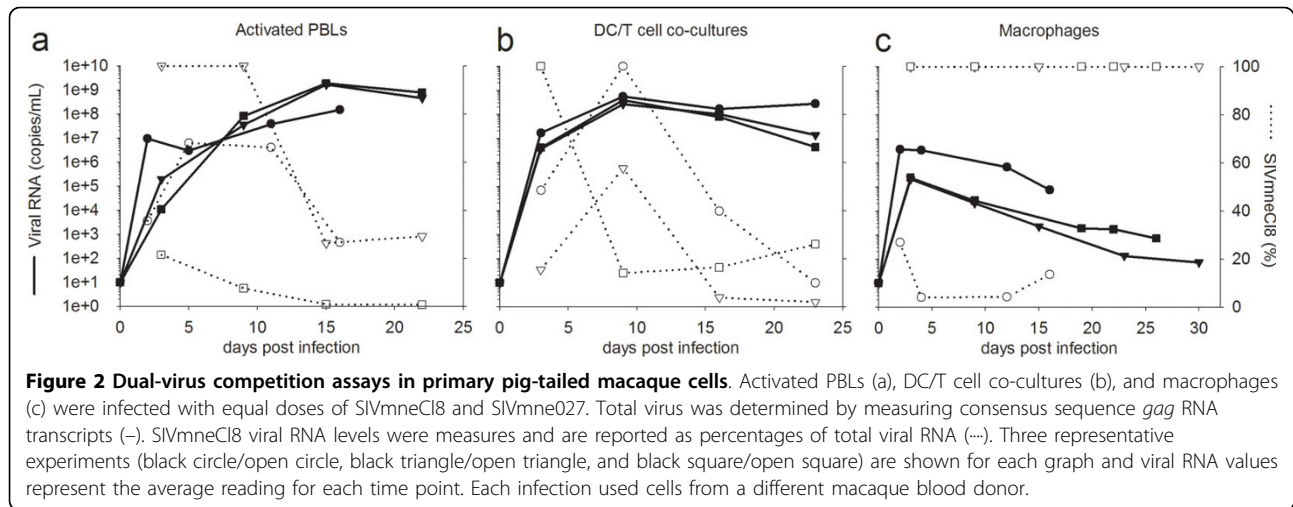 a
Activated PBLs
b
DC/T cell co-cultures
c
Macrophages
Viral RNA (copies/mL)
1e+10
1e+9
1e+8
1e+7
1e+6
1e+5
1e+4
1e+3
1e+2
1e+1
1e+0
0 5 10 15 20 25
days post infection
0 5 10 15 20 25
days post infection
0 5 10 15 20 25 30
days post infection
100
80
60
40
20
0
SIVmneCl8 (%)
Figure 2 Dual-virus competition assays in primary pig-tailed macaque cells. Activated PBLs (a), DC/T cell co-cultures (b), and macrophages
(c) were infected with equal doses of SIVmneCl8 and SIVmne027. Total virus was determined by measuring consensus sequence gag RNA
transcripts (–). SIVmneCl8 viral RNA levels were measures and are reported as percentages of total viral RNA (····). Three representative
experiments (black circle/open circle, black triangle/open triangle, and black square/open square) are shown for each graph and viral RNA values
represent the average reading for each time point. Each infection used cells from a different macaque blood donor.